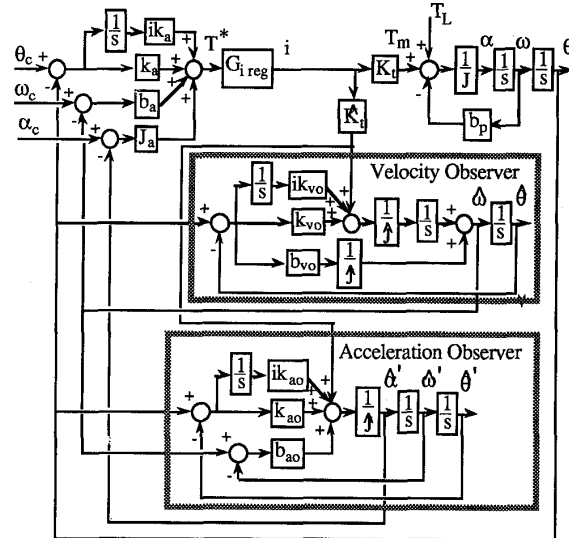 1/s ik_a T* i T_L
θ_c k_a G_i reg K_t T_m 1/J α 1/s ω 1/s θ
ω_c b_a
α_c J_a K̂_t b_p
Velocity Observer
1/s ik_vo
k_vo 1/Ĵ 1/s ω̂ 1/s θ̂
b_vo 1/Ĵ
Acceleration Observer
1/s ik_ao
k_ao 1/Ĵ α̂' 1/s ω̂' 1/s θ̂'
b_ao